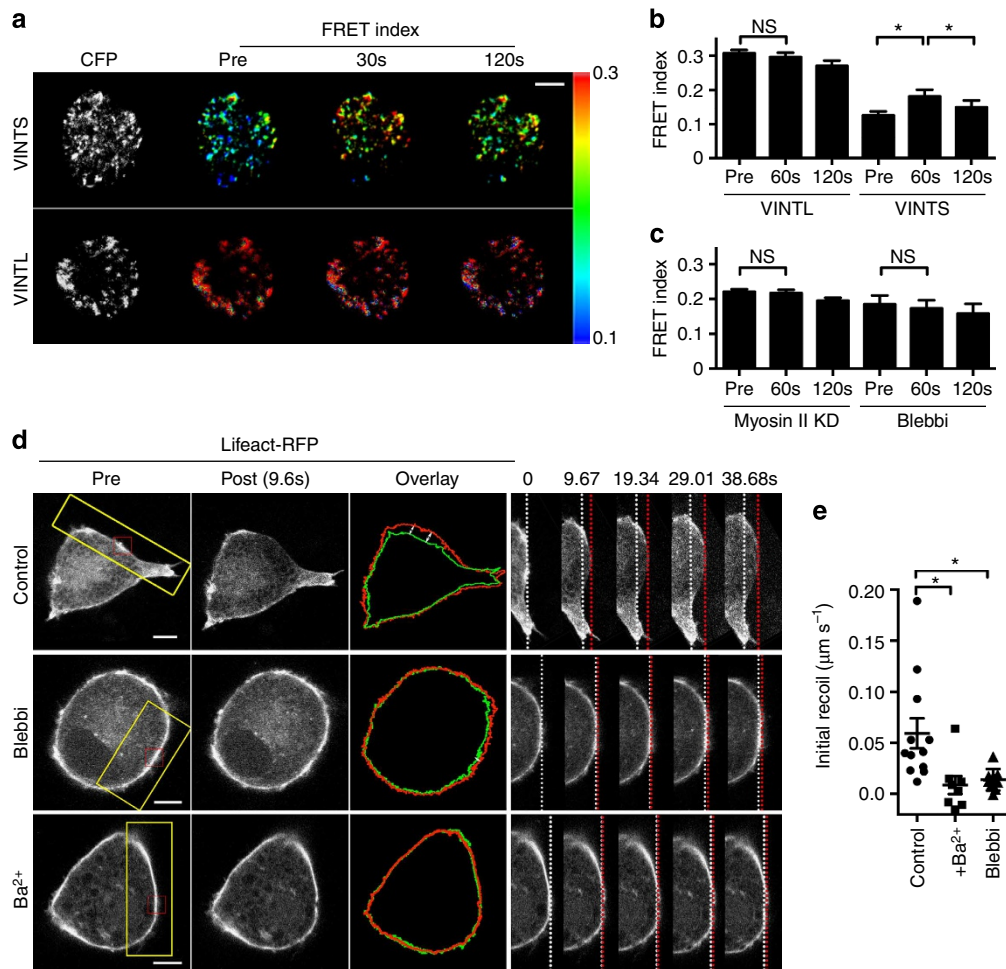 a
FRET index
CFP Pre 30s 120s
VINTS
VINTL
0.3
0.1
b
NS * *
FRET index
0.3
0.2
0.1
0
Pre 60s 120s Pre 60s 120s
VINTL VINTS
c
NS NS
FRET index
0.3
0.2
0.1
0
Pre 60s 120s Pre 60s 120s
Myosin II KD Blebbi
d
Lifeact-RFP
Pre Post (9.6s) Overlay 0 9.67 19.34 29.01 38.68s
Control
Blebbi
Ba²⁺
e
*
*
Initial recoil (μm s⁻¹)
0.20
0.15
0.10
0.05
0.0
Control +Ba²⁺ Blebbi